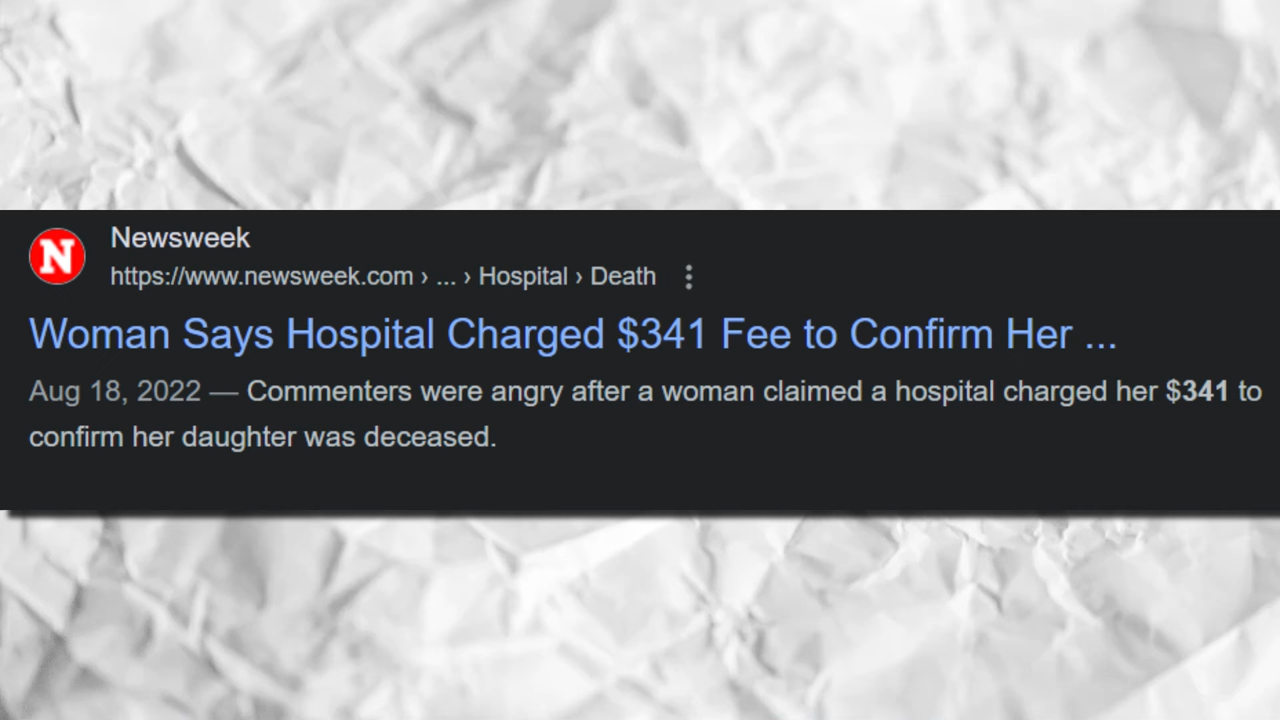 N
Newsweek
https://www.newsweek.com › ... › Hospital › Death
Woman Says Hospital Charged $341 Fee to Confirm Her ...
Aug 18, 2022 — Commenters were angry after a woman claimed a hospital charged her $341 to
confirm her daughter was deceased.